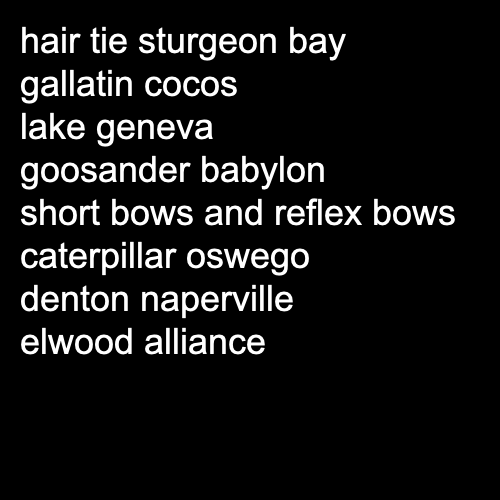 hair tie sturgeon bay
gallatin cocos
lake geneva
goosander babylon
short bows and reflex bows
caterpillar oswego
denton naperville
elwood alliance